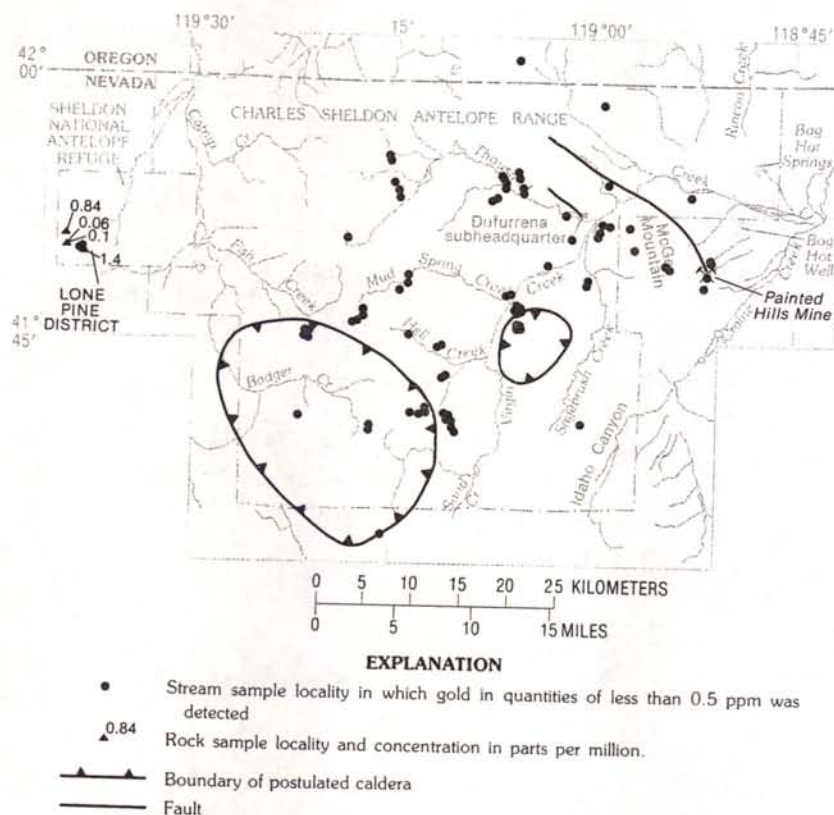 119°30'
15'
119°00'
118°45'
42°
00'
OREGON
NEVADA
SHELDON
NATIONAL
ANTELOPE
REFUGE
CHARLES SHELDON ANTELOPE RANGE
Rincon Creek
Bog
Hot
Springs
Creek
0.84
0.06
0.1
1.4
LONE
PINE
DISTRICT
Dufurrena
subheadquarter
McGee
Mountain
Bog
Hot
Well
Painted
Hills Mine
Mud Spring Creek
Creek
Creek
41°
45'
Hell Creek
Badger Cr
Virgin
Sagebrush Creek
Idaho Canyon
0 5 10 15 20 25 KILOMETERS
0 5 10 15 MILES
EXPLANATION
Stream sample locality in which gold in quantities of less than 0.5 ppm was
detected
0.84
Rock sample locality and concentration in parts per million.
Boundary of postulated caldera
Fault